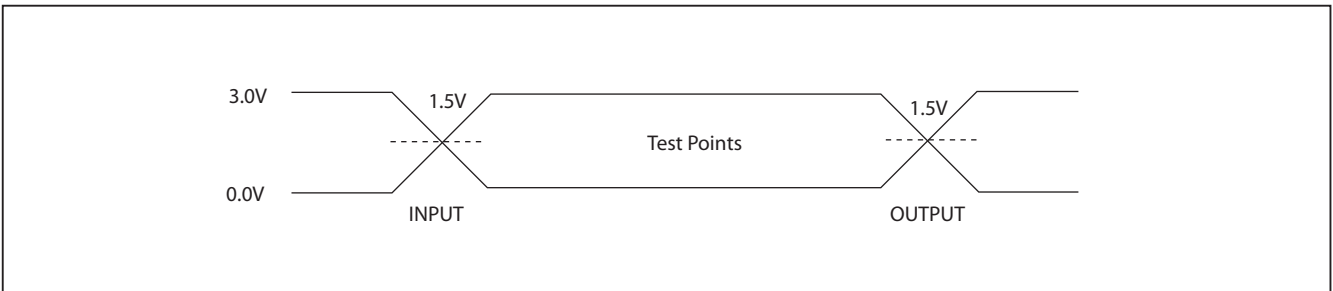 3.0V
1.5V
1.5V
Test Points
0.0V
INPUT
OUTPUT